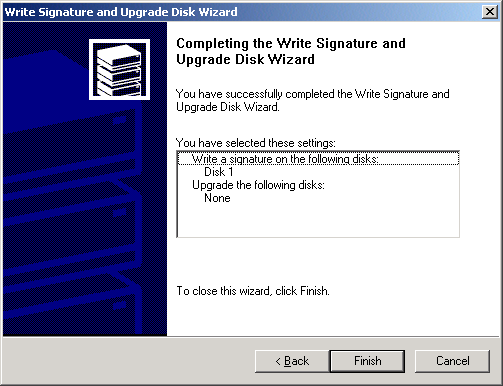 Write Signature and Upgrade Disk Wizard
Completing the Write Signature and
Upgrade Disk Wizard
You have successfully completed the Write Signature and
Upgrade Disk Wizard.
You have selected these settings:
Write a signature on the following disks:
Disk 1
Upgrade the following disks:
None
To close this wizard, click Finish.
< Back
Finish
Cancel